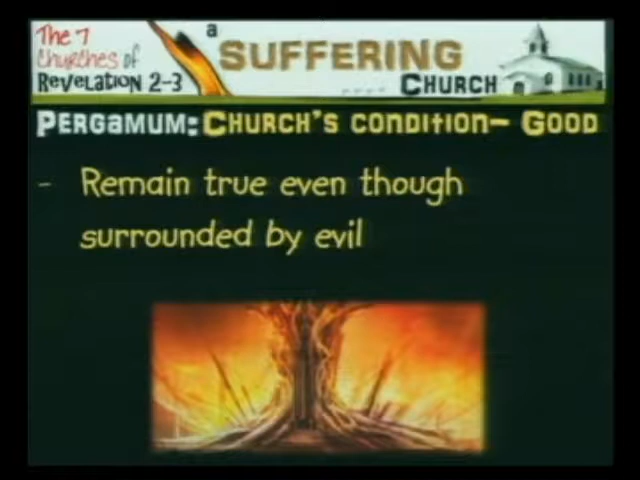 The 7
Churches of
Revelation 2-3
a
SUFFERING
CHURCH
PERGAMUM: CHURCH'S CONDITION- GOOD
- Remain true even though
surrounded by evil